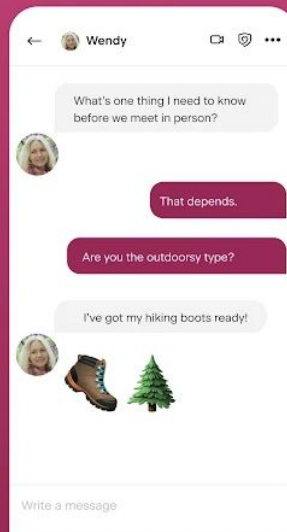 Wendy
What's one thing I need to know
before we meet in person?
That depends.
Are you the outdoorsy type?
I've got my hiking boots ready!
Write a message